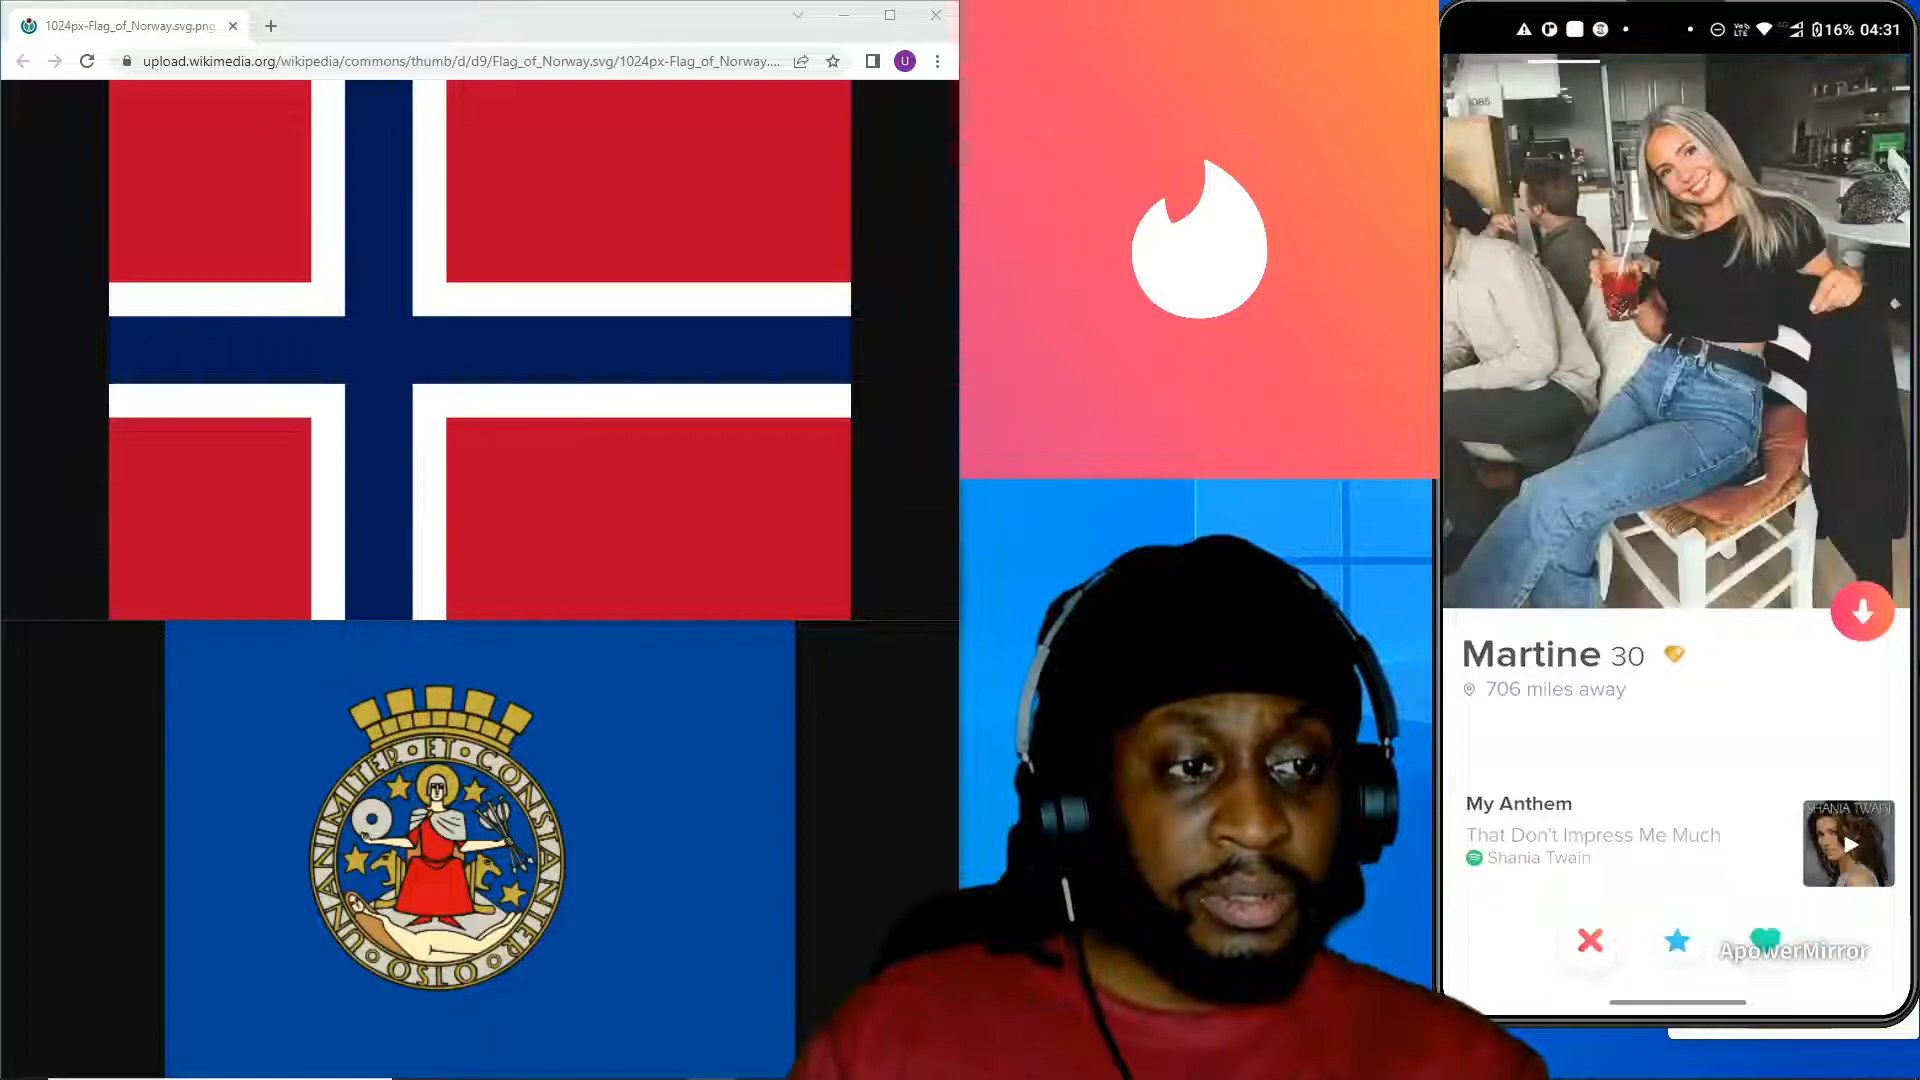 1024px-Flag_of_Norway.svg.png
upload.wikimedia.org/wikipedia/commons/thumb/d/d9/Flag_of_Norway.svg/1024px-Flag_of_Norway....
U
UNANIMITER · ET · CONSTANTER
OSLO
VoLTE 4G 16% 04:31
Martine 30
706 miles away
My Anthem
That Don't Impress Me Much
Shania Twain
SHANIA TWAIN
ApowerMirror